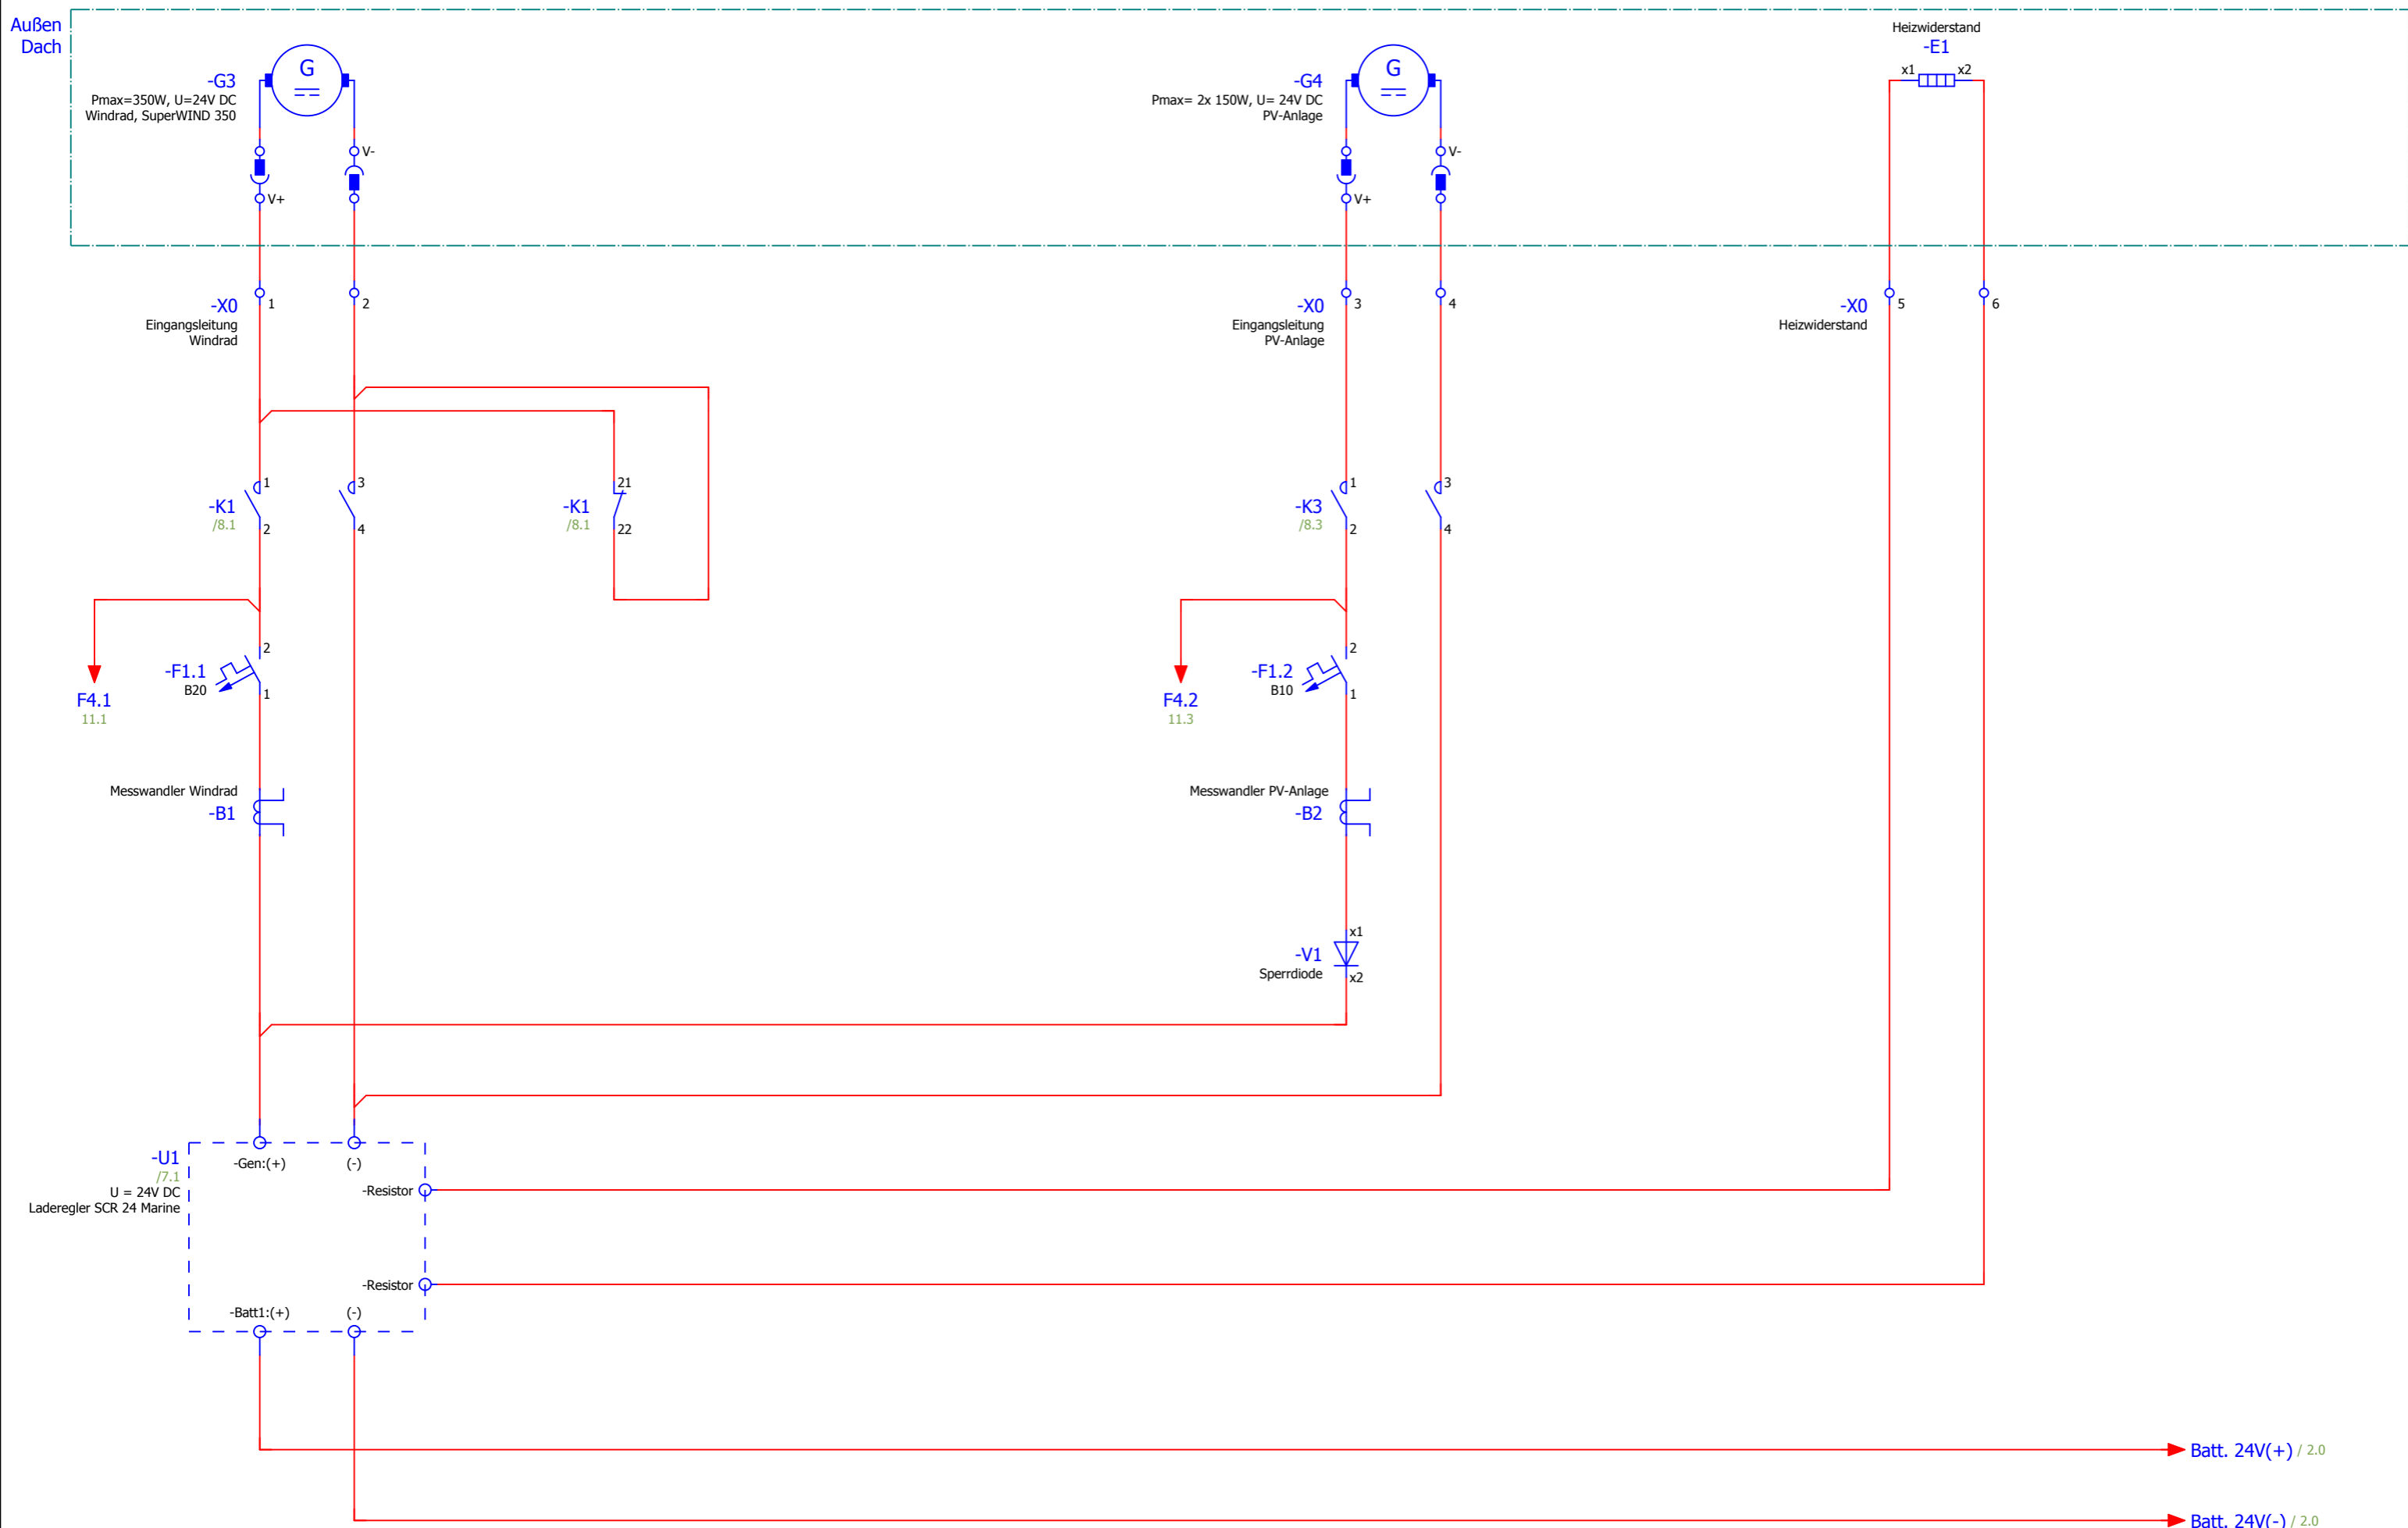 Außen
Dach
Heizwiderstand
-E1
x1
x2
G
-G3
Pmax=350W, U=24V DC
Windrad, SuperWIND 350
V-
V+
G
-G4
Pmax= 2x 150W, U= 24V DC
PV-Anlage
V-
V+
-X0
Eingangsleitung
Windrad
1
2
-X0
Eingangsleitung
PV-Anlage
3
4
-X0
Heizwiderstand
5
6
-K1
/8.1
1
2
3
4
-K1
/8.1
21
22
-K3
/8.3
1
2
3
4
F4.1
11.1
-F1.1
B20
2
1
F4.2
11.3
-F1.2
B10
2
1
Messwandler Windrad
-B1
Messwandler PV-Anlage
-B2
-V1
Sperrdiode
x1
x2
-U1
/7.1
U = 24V DC
Laderegler SCR 24 Marine
-Gen:(+)
(-)
-Resistor
-Resistor
-Batt1:(+)
(-)
Batt. 24V(+) / 2.0
Batt. 24V(-) / 2.0